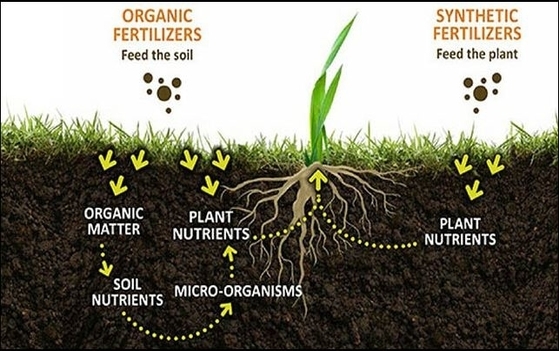 ORGANIC
FERTILIZERS
Feed the soil
SYNTHETIC
FERTILIZERS
Feed the plant
ORGANIC
MATTER
PLANT
NUTRIENTS
PLANT
NUTRIENTS
SOIL
NUTRIENTS
MICRO-ORGANISMS